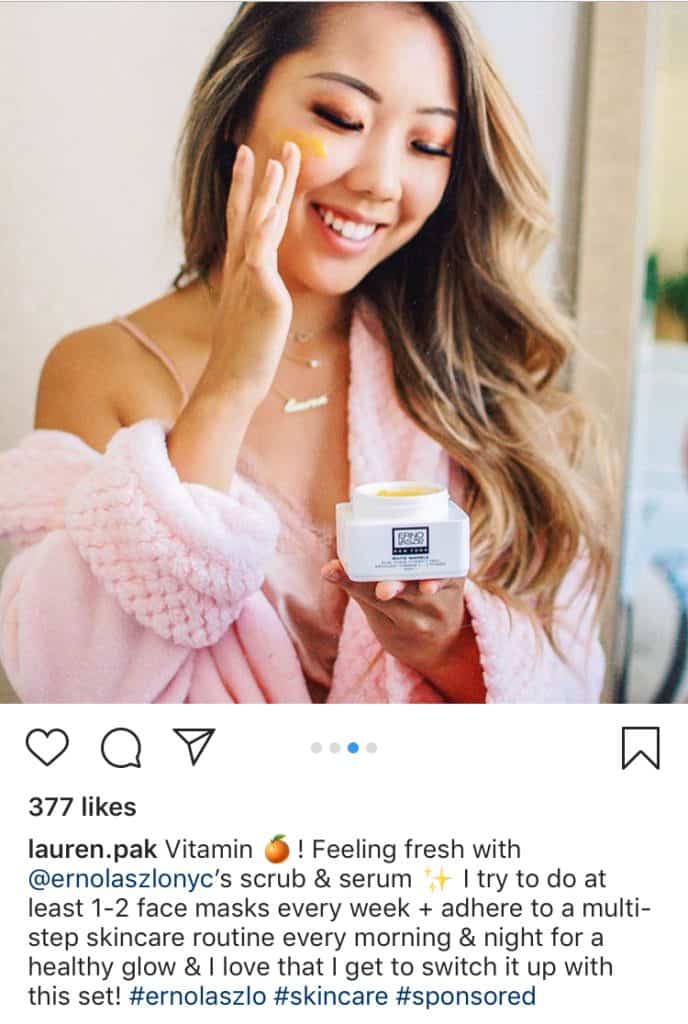 Lauren
ERNO
LASZLO
NEW YORK
377 likes
lauren.pak Vitamin 🍊! Feeling fresh with
@ernolaszlonyc’s scrub & serum ✨ I try to do at
least 1-2 face masks every week + adhere to a multi-
step skincare routine every morning & night for a
healthy glow & I love that I get to switch it up with
this set! #ernolaszlo #skincare #sponsored